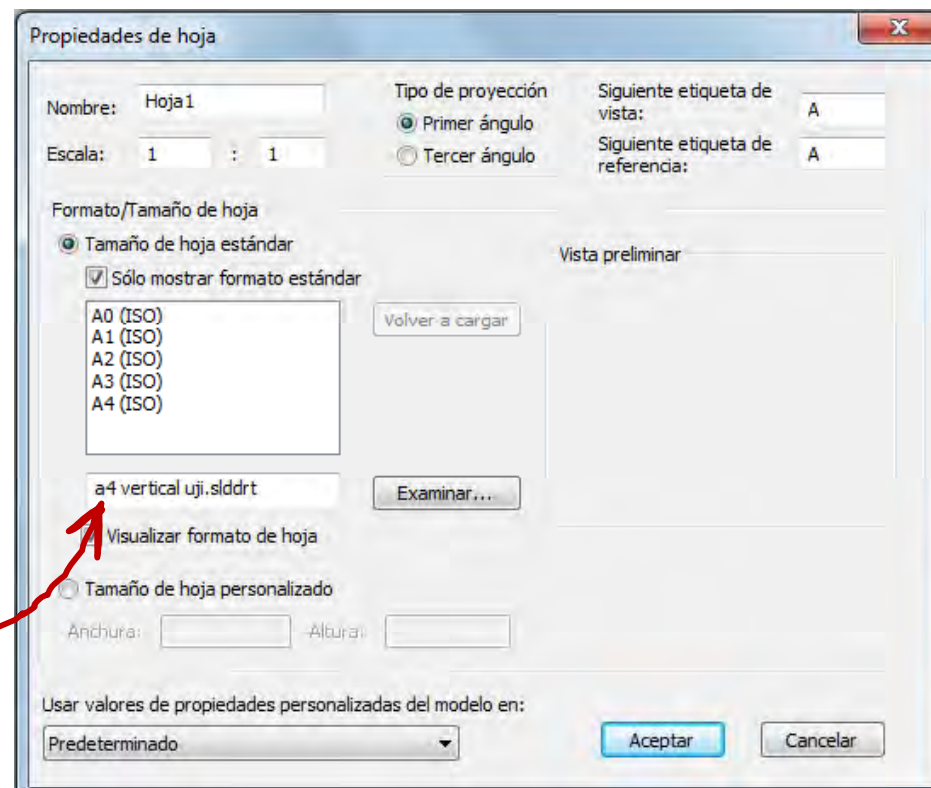 Propiedades de hoja
Nombre: Hoja1
Escala: 1 : 1
Tipo de proyección
Primer ángulo
Tercer ángulo
Siguiente etiqueta de vista: A
Siguiente etiqueta de referencia: A
Formato/Tamaño de hoja
Tamaño de hoja estándar
Sólo mostrar formato estándar
A0 (ISO)
A1 (ISO)
A2 (ISO)
A3 (ISO)
A4 (ISO)
Volver a cargar
a4 vertical uji.slddrt
Examinar...
Visualizar formato de hoja
Tamaño de hoja personalizado
Anchura: Altura:
Vista preliminar
Usar valores de propiedades personalizadas del modelo en:
Predeterminado
Aceptar
Cancelar